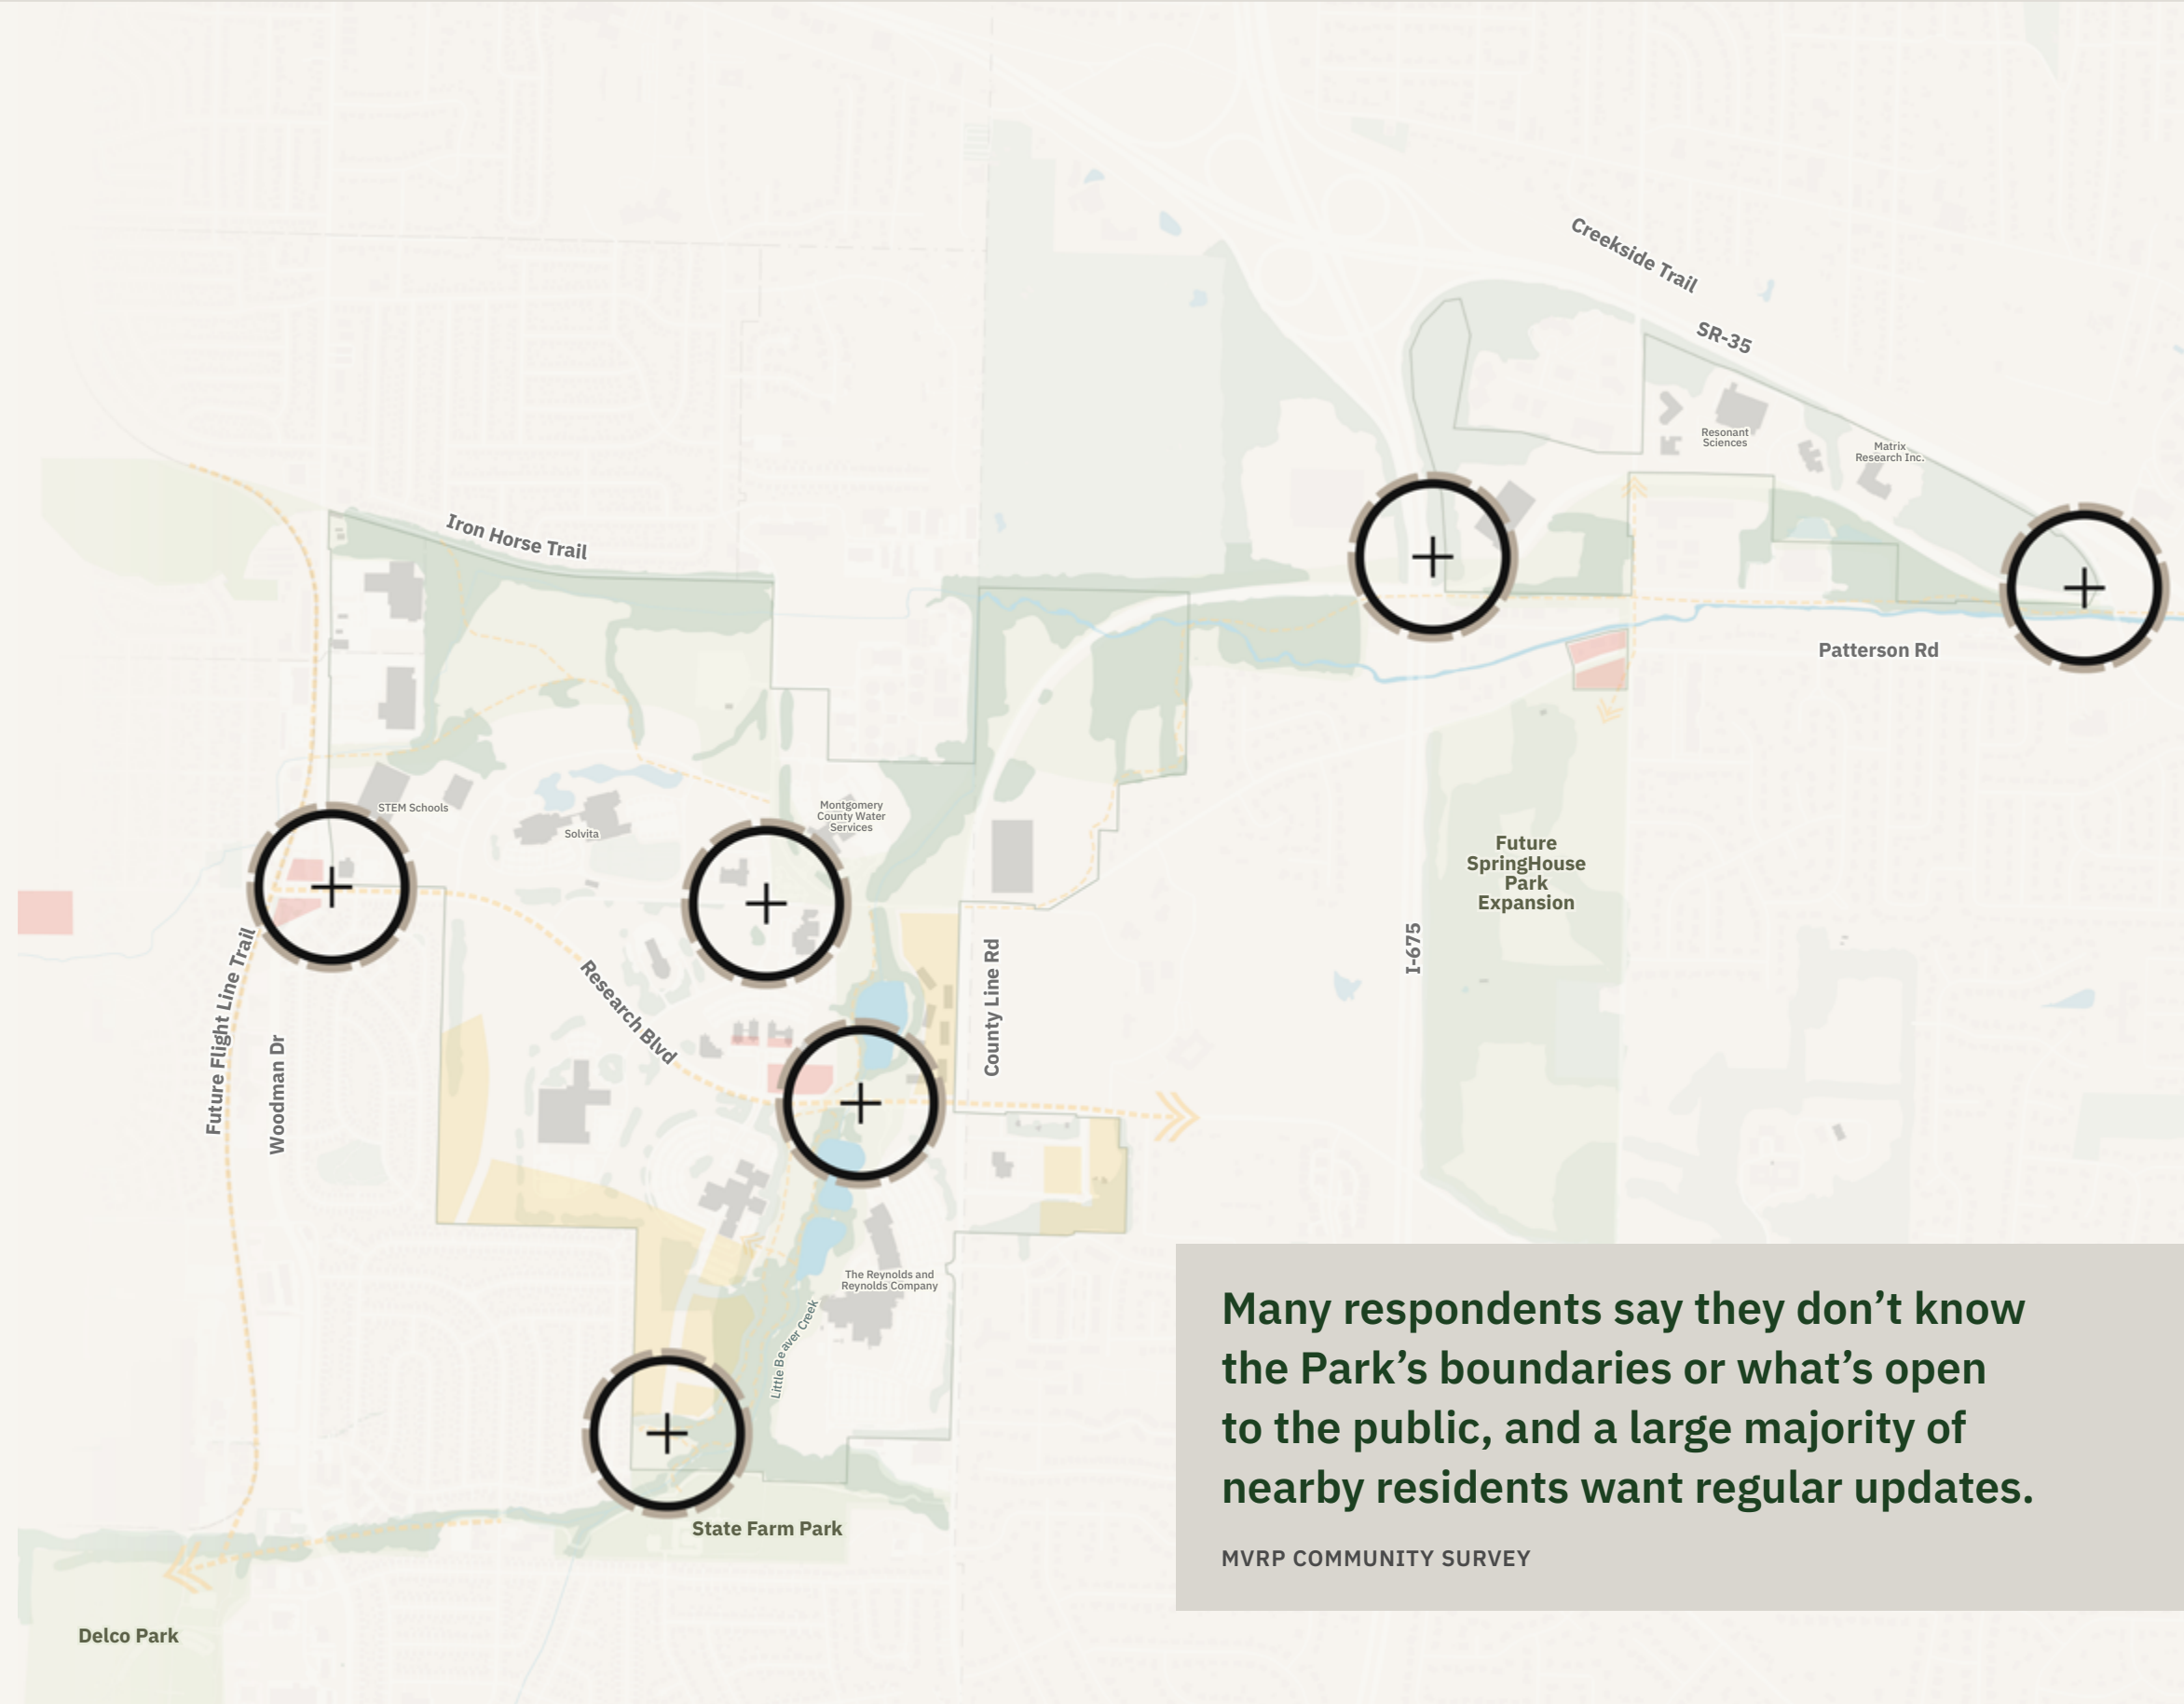 Creekside Trail
SR-35
Resonant
Sciences
Matrix
Research Inc.
Iron Horse Trail
Patterson Rd
STEM Schools
Solvita
Montgomery
County Water
Services
Future
SpringHouse
Park
Expansion
Future Flight Line Trail
Woodman Dr
Research Blvd
County Line Rd
I-675
The Reynolds and
Reynolds Company
Little Beaver Creek
State Farm Park
Delco Park
Many respondents say they don’t know
the Park’s boundaries or what’s open
to the public, and a large majority of
nearby residents want regular updates.
MVRP COMMUNITY SURVEY